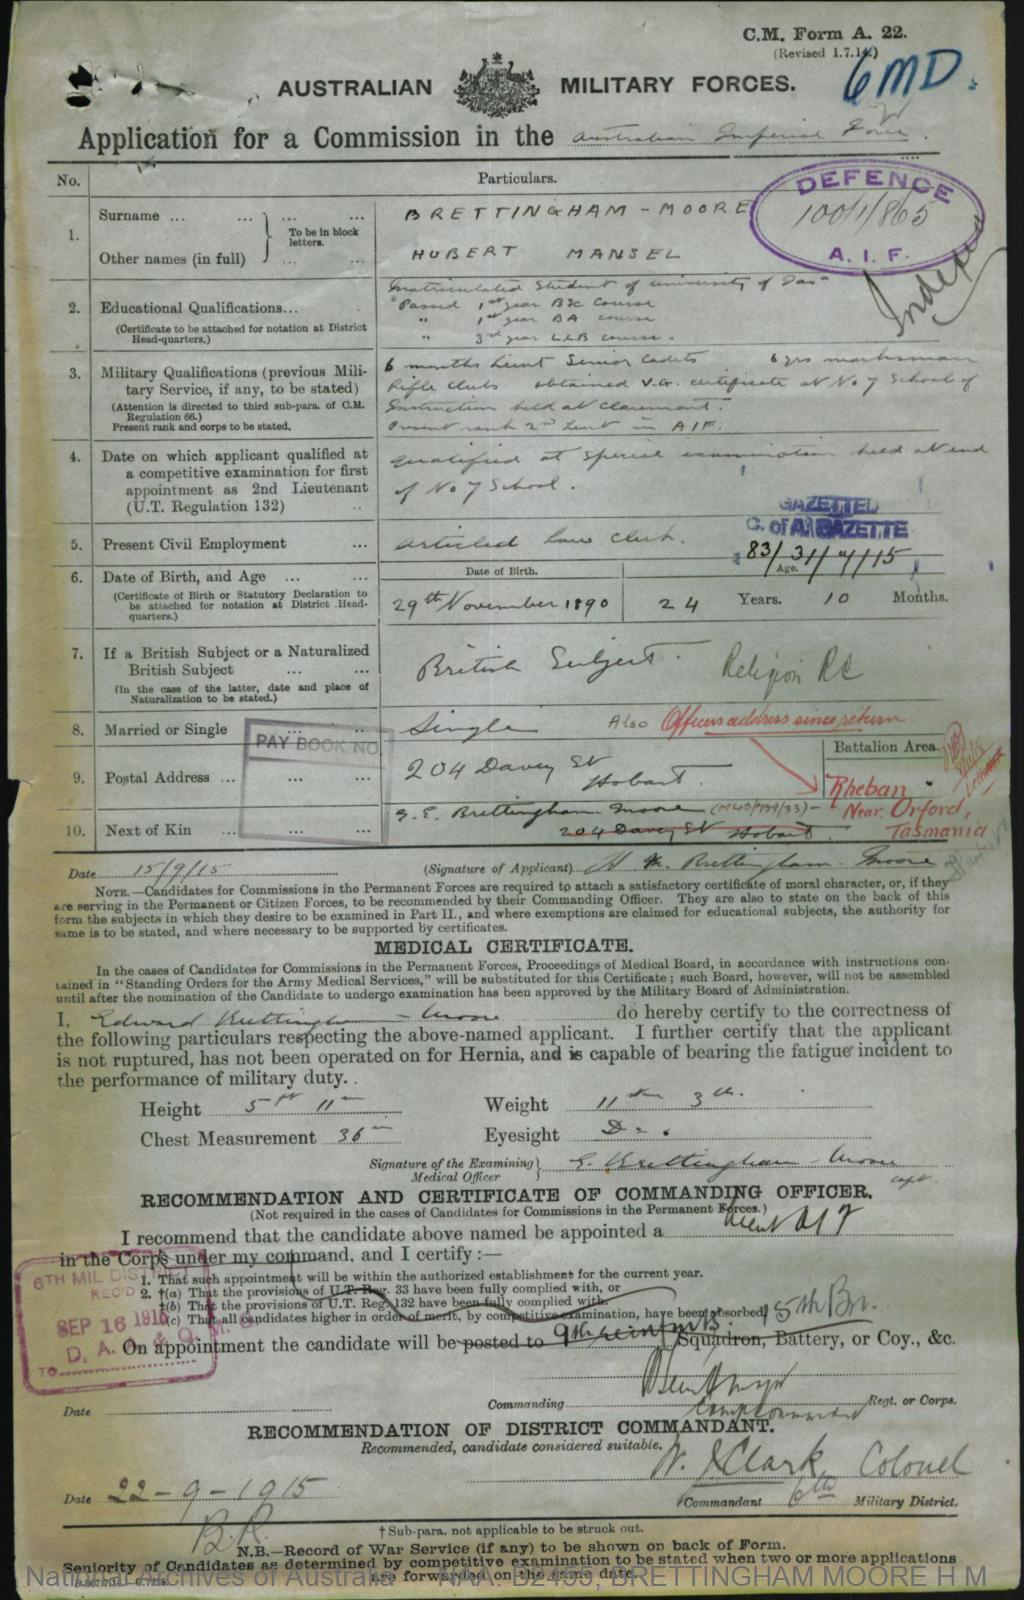 C.M. Form A. 22.
(Revised 1.7.14.)
6 MD.
AUSTRALIAN MILITARY FORCES.
Application for a Commission in the Australian Imperial Force.
No. Particulars.
DEFENCE
100/1/865
A.I.F.
1. Surname ... ... ... ... BRETTINGHAM-MOORE
To be in block letters.
Other names (in full) ... ... HUBERT MANSEL
2. Educational Qualifications...
(Certificate to be attached for notation at District Head-quarters.)
Matriculated Student of University of Tas
Passed 1st year BSc Course
" 1st year BA course
" 3rd year L.L.B course.
3. Military Qualifications (previous Military Service, if any, to be stated)
(Attention is directed to third sub-para. of C.M. Regulation 66.)
Present rank and corps to be stated.
6 months Lieut Senior Cadets 6 yrs marksman
Rifle Clubs obtained V.G. certificate at No 7 School of
Instruction held at Claremont.
Present rank 2nd Lieut in AIF.
4. Date on which applicant qualified at a competitive examination for first appointment as 2nd Lieutenant (U.T. Regulation 132) ..
Qualified at Special examination held at end
of No 7 School.
GAZETTED
C. of A. GAZETTE
5. Present Civil Employment ... Articled law clerk.
6. Date of Birth, and Age ... ...
(Certificate of Birth or Statutory Declaration to be attached for notation at District Head-quarters.)
Date of Birth. Age.
29th November 1890 24 Years. 10 Months.
7. If a British Subject or a Naturalized British Subject ... ...
(In the case of the latter, date and place of Naturalization to be stated.)
British Subject. Religion RC
8. Married or Single ... ... Single
Also Officers address since return
PAY BOOK NO
9. Postal Address ... ... ... 204 Davey St
Hobart.
Battalion Area.
Rheban
Near Orford,
Tasmania
10. Next of Kin ... ... ... G. E. Brettingham Moore
204 Davey St Hobart.
Date 15/9/15 (Signature of Applicant) H. M. Brettingham-Moore
NOTE.—Candidates for Commissions in the Permanent Forces are required to attach a satisfactory certificate of moral character, or, if they
are serving in the Permanent or Citizen Forces, to be recommended by their Commanding Officer. They are also to state on the back of this
form the subjects in which they desire to be examined in Part II., and where exemptions are claimed for educational subjects, the authority for
same is to be stated, and where necessary to be supported by certificates.
MEDICAL CERTIFICATE.
In the cases of Candidates for Commissions in the Permanent Forces, Proceedings of Medical Board, in accordance with instructions con-
tained in "Standing Orders for the Army Medical Services," will be substituted for this Certificate; such Board, however, will not be assembled
until after the nomination of the Candidate to undergo examination has been approved by the Military Board of Administration.
I, Edward Brettingham-Moore do hereby certify to the correctness of
the following particulars respecting the above-named applicant. I further certify that the applicant
is not ruptured, has not been operated on for Hernia, and is capable of bearing the fatigue incident to
the performance of military duty..
Height 5 ft 11 in Weight 11 stn 3 lb.
Chest Measurement 36 in Eyesight
Signature of the Examining Medical Officer } E. Brettingham-Moore
capt.
RECOMMENDATION AND CERTIFICATE OF COMMANDING OFFICER.
(Not required in the cases of Candidates for Commissions in the Permanent Forces.)
I recommend that the candidate above named be appointed a Lieut AIF
in the Corps under my command, and I certify :—
1. That such appointment will be within the authorized establishment for the current year.
2. †(a) That the provisions of U.T. Reg. 33 have been fully complied with, or
†(b) That the provisions of U.T. Reg. 132 have been fully complied with.
(c) That all candidates higher in order of merit, by competitive examination, have been absorbed.
6TH MIL DISTRICT
REC'D
SEP 16 1915
D. A. & Q. M. G.
TO
15th Bn.
On appointment the candidate will be posted to 9th reinfmts. Squadron, Battery, or Coy., &c.
Commanding Regt. or Corps.
Date
Camp Commandant
RECOMMENDATION OF DISTRICT COMMANDANT.
Recommended, candidate considered suitable.
W. J. Clark Colonel
Date 22-9-1915 Commandant 6th Military District.
B.R.
† Sub-para. not applicable to be struck out.
N.B.—Record of War Service (if any) to be shown on back of Form.
Seniority of Candidates as determined by competitive examination to be stated when two or more applications
are forwarded on the same date.
National Archives of Australia NAA: B2455, BRETTINGHAM MOORE H M